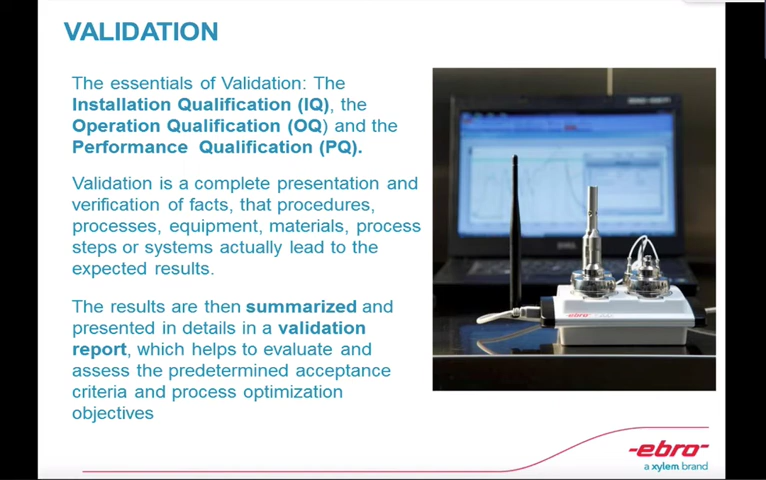 VALIDATION
The essentials of Validation: The
Installation Qualification (IQ), the
Operation Qualification (OQ) and the
Performance Qualification (PQ).
Validation is a complete presentation and
verification of facts, that procedures,
processes, equipment, materials, process
steps or systems actually lead to the
expected results.
The results are then summarized and
presented in details in a validation
report, which helps to evaluate and
assess the predetermined acceptance
criteria and process optimization
objectives
DELL
ebro
-ebro-
a xylem brand